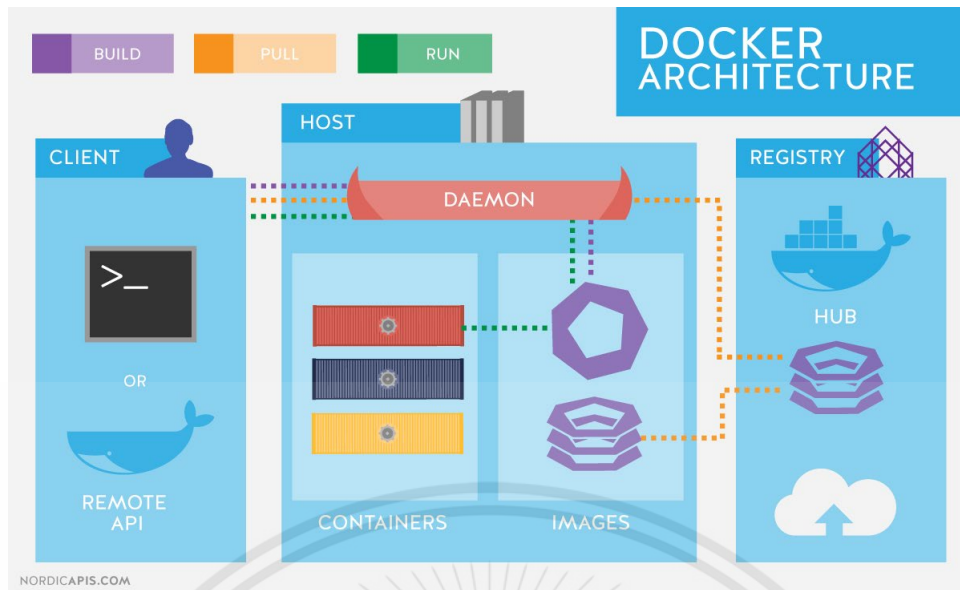 BUILD
PULL
RUN
DOCKER
ARCHITECTURE
CLIENT
>_
OR
REMOTE
API
HOST
DAEMON
CONTAINERS
IMAGES
REGISTRY
HUB
NORDICAPIS.COM